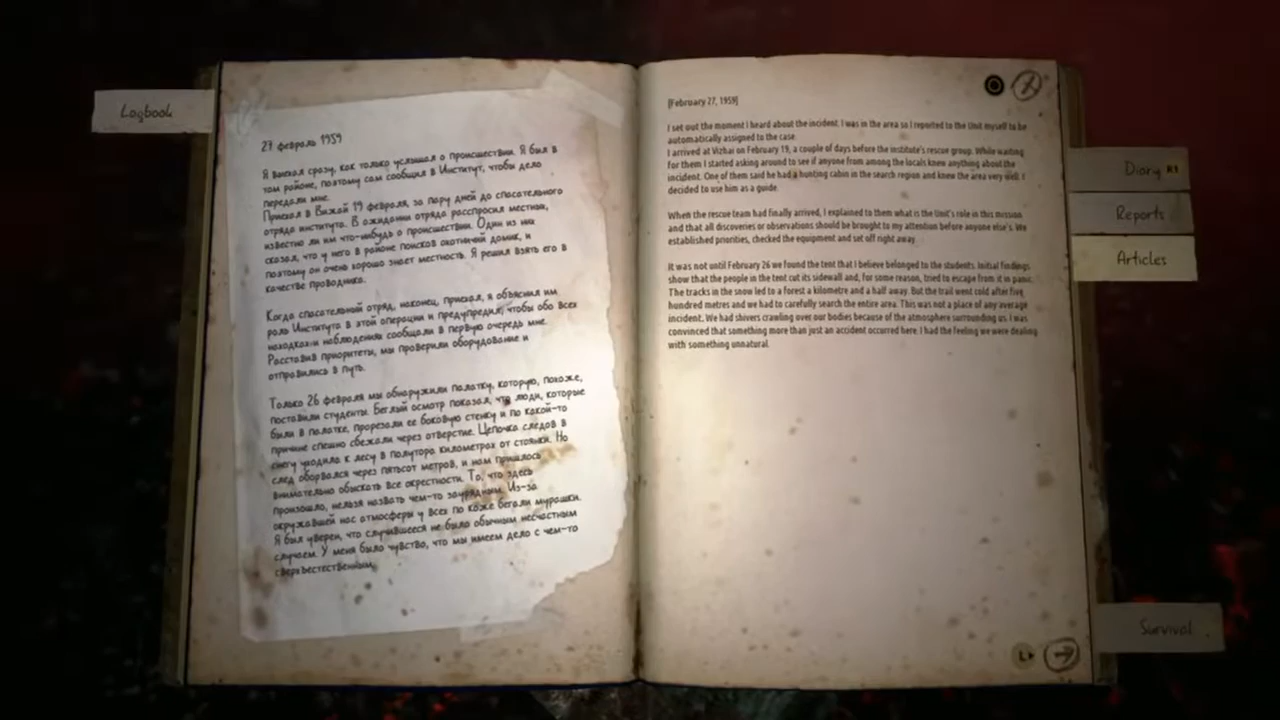 Logbook
27 февраль 1959
Я выехал сразу, как только услышал о происшествии. Я был в
том районе, поэтому сам сообщил в Институт, чтобы дело
передали мне.
Приехал в Вижай 19 февраля, за пару дней до спасательного
отряда института. В ожидании отряда расспросил местных,
известно ли им что-нибудь о происшествии. Один из них
сказал, что у него в районе поисков охотничий домик, и
поэтому он очень хорошо знает местность. Я решил взять его в
качестве проводника.
Когда спасательный отряд, наконец, приехал, я объяснил им
роль Института в этой операции и предупредил, чтобы обо всех
находках и наблюдениях сообщали в первую очередь мне.
Расставив приоритеты, мы проверили оборудование и
отправились в путь.
Только 26 февраля мы обнаружили палатку, которую, похоже,
поставили студенты. Беглый осмотр показал, что люди, которые
были в палатке, прорезали ее боковую стенку и по какой-то
причине спешно сбежали через отверстие. Цепочка следов в
снегу уходила к лесу в полутора километрах от стоянки. Но
след оборвался через пятьсот метров, и нам пришлось
внимательно обыскать все окрестности. То, что здесь
произошло, нельзя назвать чем-то заурядным. Из-за
окружавшей нас атмосферы у всех по коже бегали мурашки.
Я был уверен, что случившееся не было обычным несчастным
случаем. У меня было чувство, что мы имеем дело с чем-то
сверхъестественным.
[February 27, 1959]
I set out the moment I heard about the incident. I was in the area so I reported to the Unit myself to be
automatically assigned to the case.
I arrived at Vizhai on February 19, a couple of days before the institute's rescue group. While waiting
for them I started asking around to see if anyone from among the locals knew anything about the
incident. One of them said he had a hunting cabin in the search region and knew the area very well. I
decided to use him as a guide.
When the rescue team had finally arrived, I explained to them what is the Unit's role in this mission
and that all discoveries or observations should be brought to my attention before anyone else's. We
established priorities, checked the equipment and set off right away.
It was not until February 26 we found the tent that I believe belonged to the students. Initial findings
show that the people in the tent cut its sidewall and, for some reason, tried to escape from it in panic.
The tracks in the snow led to a forest a kilometre and a half away. But the trail went cold after five
hundred metres and we had to carefully search the entire area. This was not a place of any average
incident. We had shivers crawling over our bodies because of the atmosphere surrounding us. I was
convinced that something more than just an accident occurred here. I had the feeling we were dealing
with something unnatural.
Diary R1
Reports
Articles
Survival
L